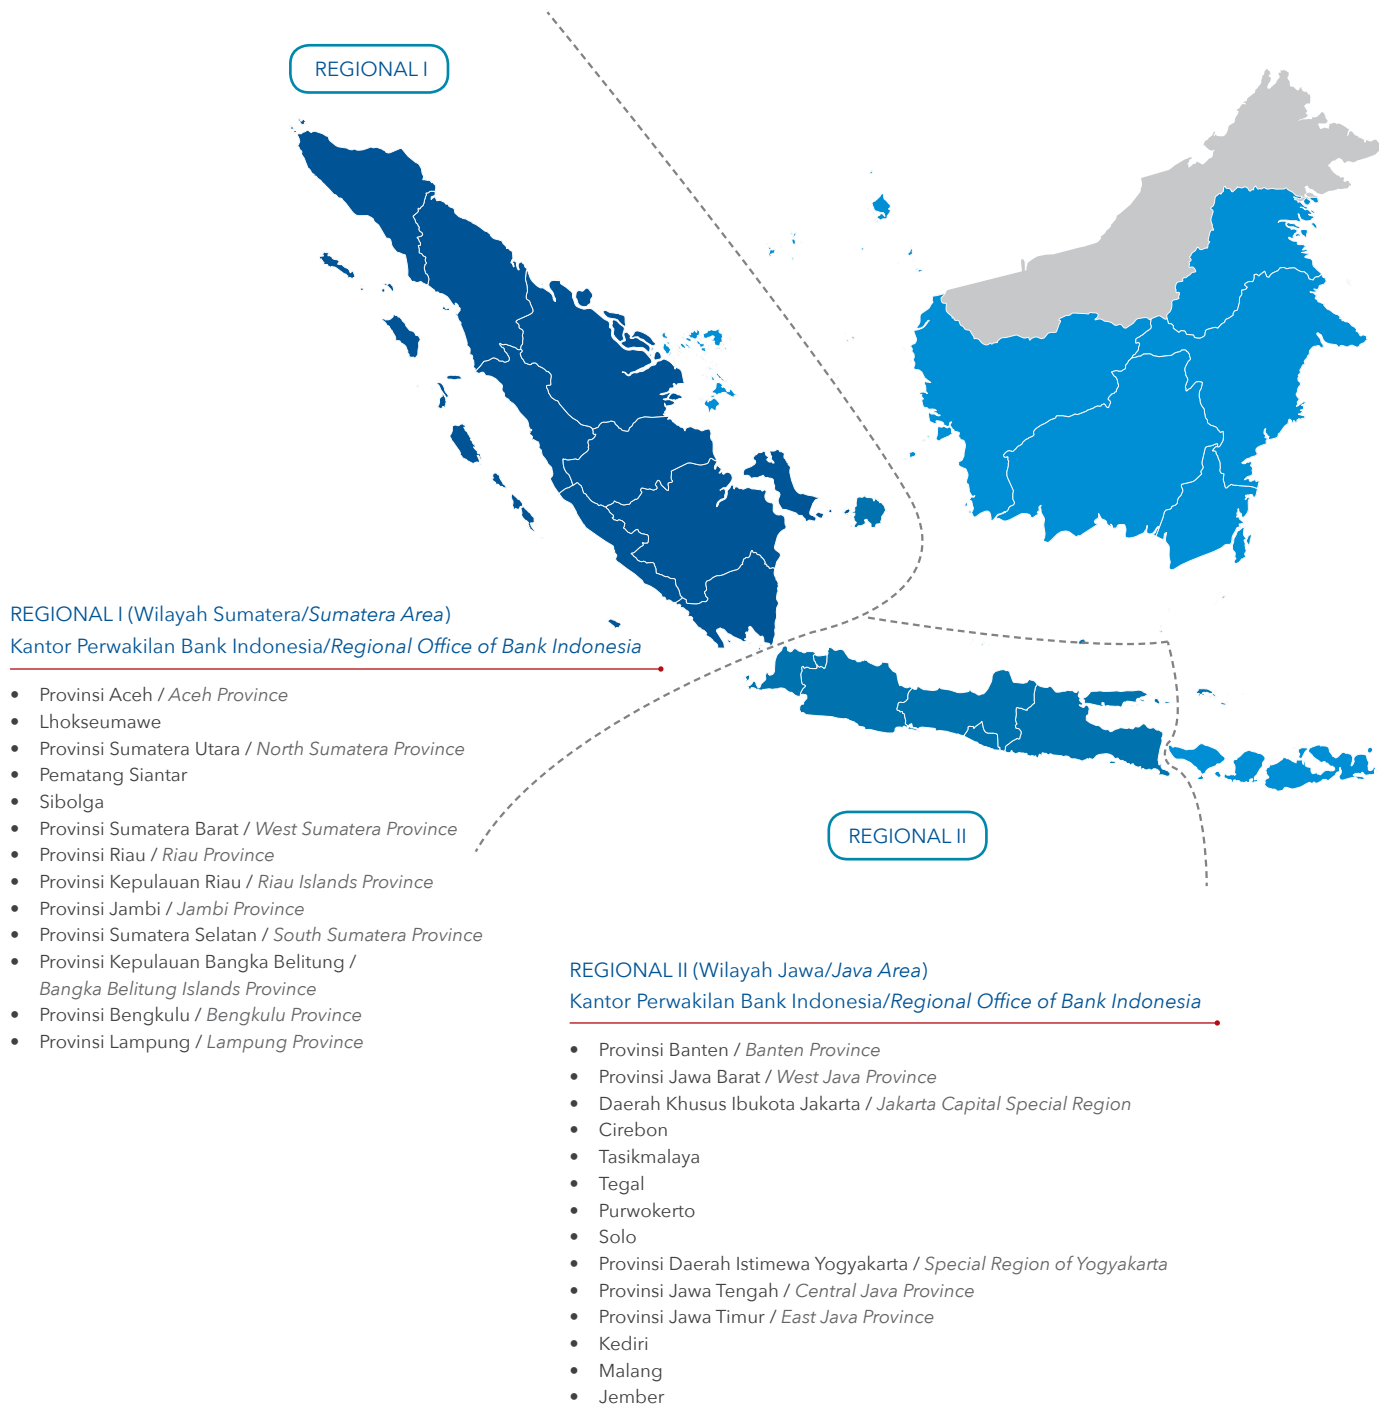 REGIONAL I
REGIONAL I (Wilayah Sumatera/Sumatera Area)
Kantor Perwakilan Bank Indonesia/Regional Office of Bank Indonesia
• Provinsi Aceh / Aceh Province
• Lhokseumawe
• Provinsi Sumatera Utara / North Sumatera Province
• Pematang Siantar
• Sibolga
• Provinsi Sumatera Barat / West Sumatera Province
• Provinsi Riau / Riau Province
• Provinsi Kepulauan Riau / Riau Islands Province
• Provinsi Jambi / Jambi Province
• Provinsi Sumatera Selatan / South Sumatera Province
• Provinsi Kepulauan Bangka Belitung /
Bangka Belitung Islands Province
• Provinsi Bengkulu / Bengkulu Province
• Provinsi Lampung / Lampung Province
REGIONAL II
REGIONAL II (Wilayah Jawa/Java Area)
Kantor Perwakilan Bank Indonesia/Regional Office of Bank Indonesia
• Provinsi Banten / Banten Province
• Provinsi Jawa Barat / West Java Province
• Daerah Khusus Ibukota Jakarta / Jakarta Capital Special Region
• Cirebon
• Tasikmalaya
• Tegal
• Purwokerto
• Solo
• Provinsi Daerah Istimewa Yogyakarta / Special Region of Yogyakarta
• Provinsi Jawa Tengah / Central Java Province
• Provinsi Jawa Timur / East Java Province
• Kediri
• Malang
• Jember